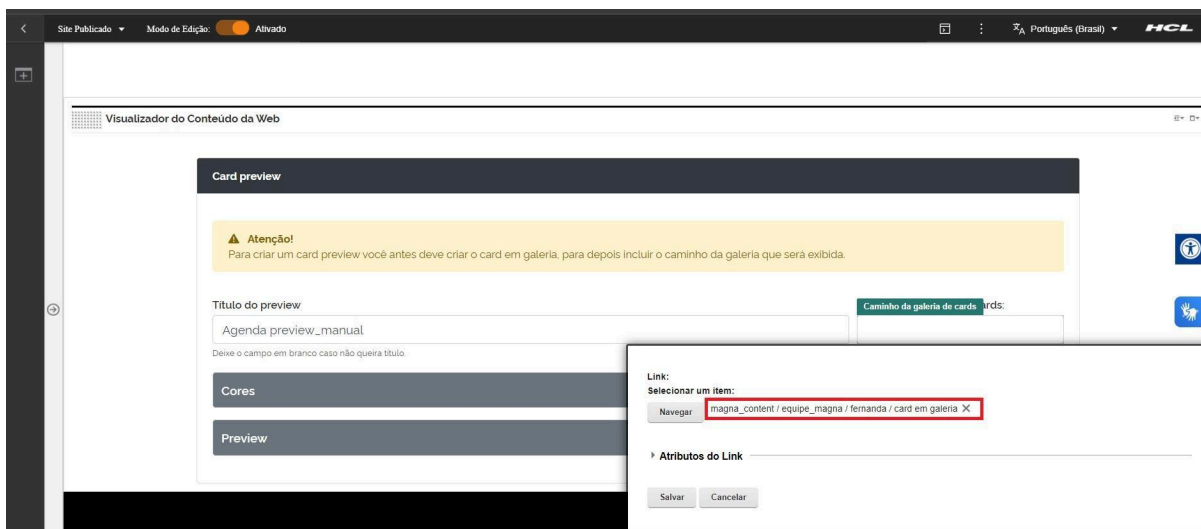 Site Publicado
Modo de Edição:
Ativado
Português (Brasil)
HCL
Visualizador do Conteúdo da Web
Card preview
Atenção!
Para criar um card preview você antes deve criar o card em galeria, para depois incluir o caminho da galeria que será exibida.
Título do preview
Caminho da galeria de cards
rds:
Agenda preview_manual
Deixe o campo em branco caso não queira título.
Cores
Preview
Link:
Selecionar um item:
Navegar
magna_content / equipe_magna / fernanda / card em galeria
Atributos do Link
Salvar
Cancelar